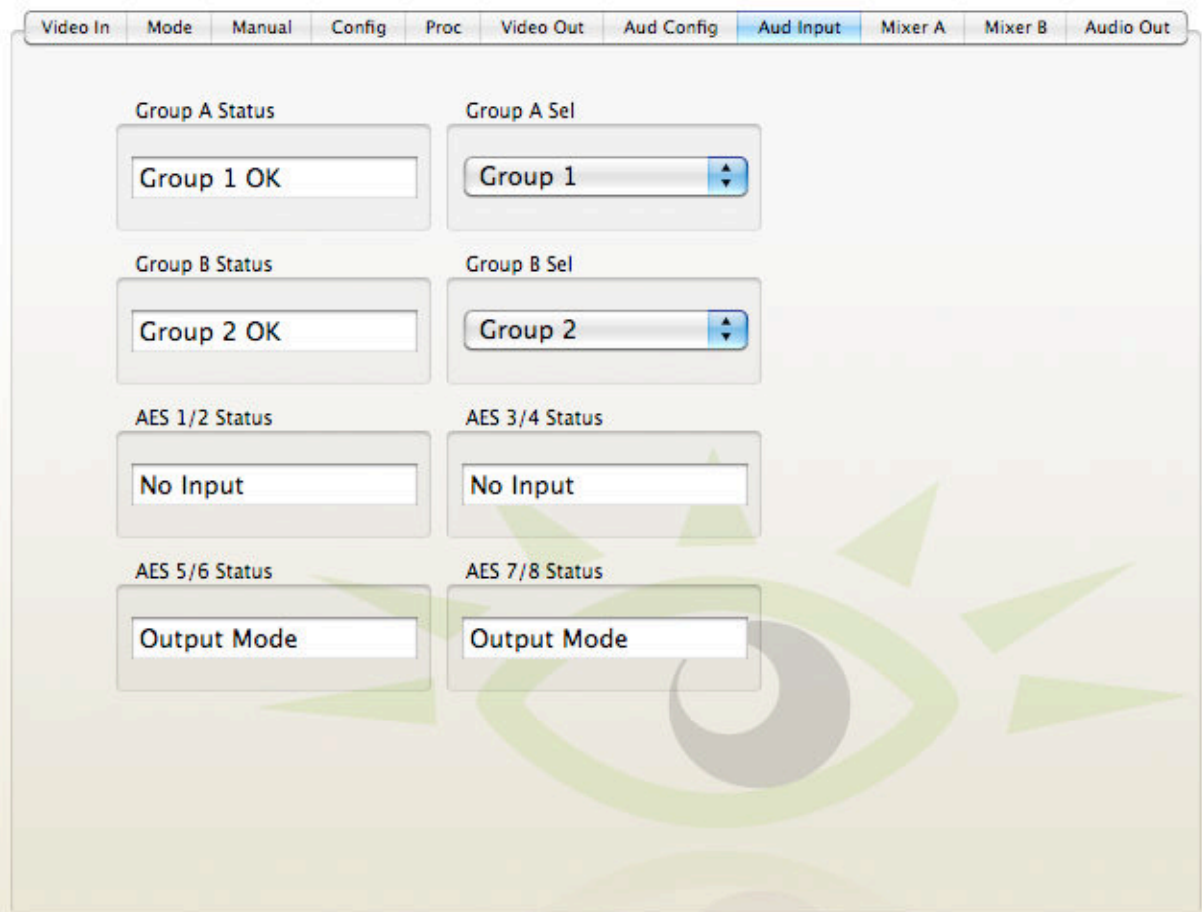 Video In Mode Manual Config Proc Video Out Aud Config Aud Input Mixer A Mixer B Audio Out
Group A Status Group A Sel
Group 1 OK Group 1
Group B Status Group B Sel
Group 2 OK Group 2
AES 1/2 Status AES 3/4 Status
No Input No Input
AES 5/6 Status AES 7/8 Status
Output Mode Output Mode